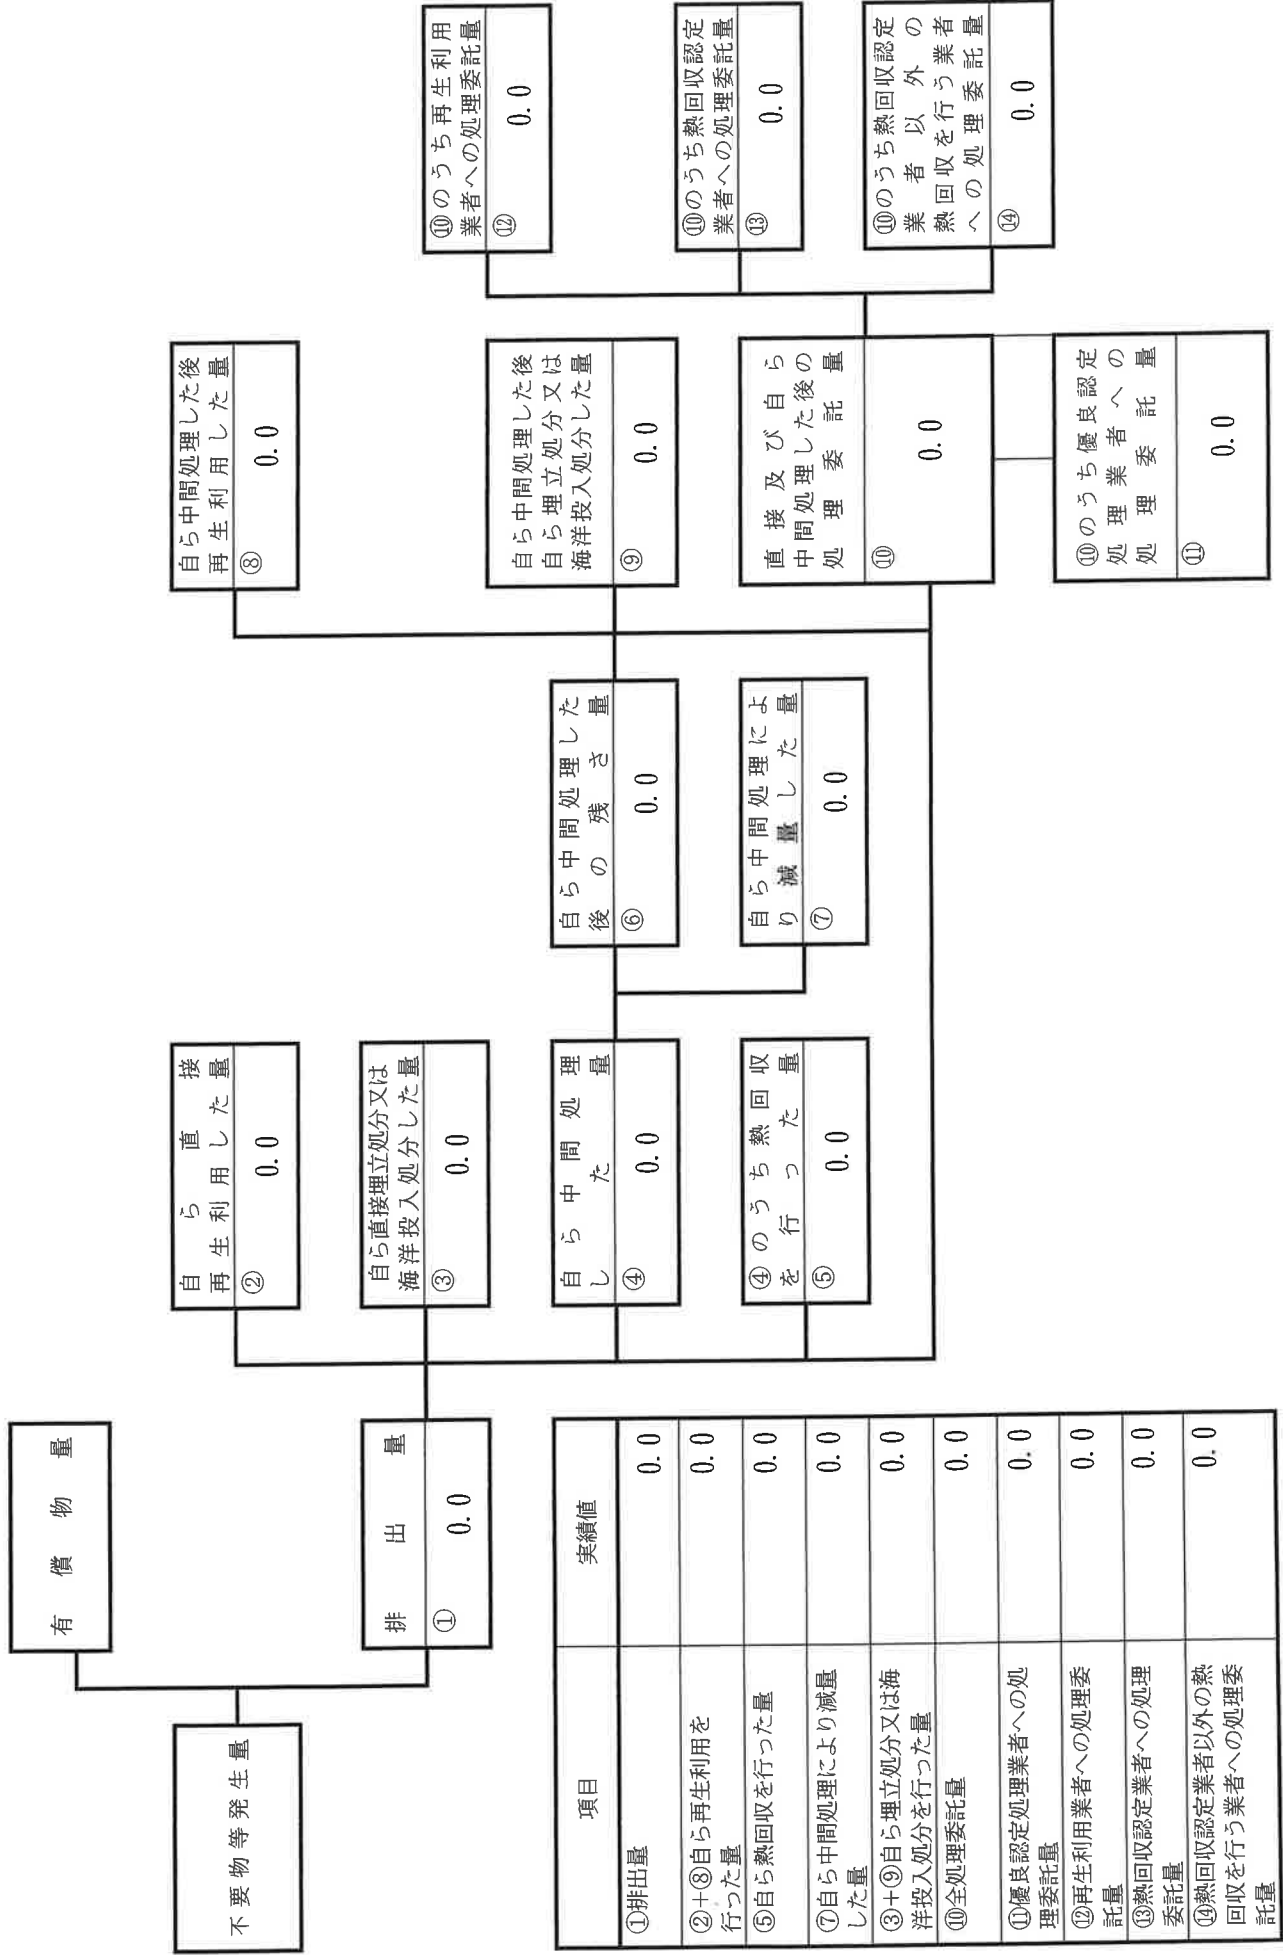 有償物量
不要物等発生量
排出量
①
0.0
自ら直接
再生利用した量
②
0.0
自ら直接埋立処分又は
海洋投入処分した量
③
0.0
自ら中間処理
した量
④
0.0
④のうち熱回収
を行った量
⑤
0.0
自ら中間処理した
後の残さ量
⑥
0.0
自ら中間処理によ
り減量した量
⑦
0.0
自ら中間処理した後
再生利用した量
⑧
0.0
自ら中間処理した後
自ら埋立処分又は
海洋投入処分した量
⑨
0.0
直接及び自ら
中間処理した後の
処理委託量
⑩
0.0
⑩のうち優良認定
処理業者への
処理委託量
⑪
0.0
⑩のうち再生利用
業者への処理委託量
⑫
0.0
⑩のうち熱回収認定
業者への処理委託量
⑬
0.0
⑩のうち熱回収認定
業者以外の
熱回収を行う業者
への処理委託量
⑭
0.0
項目 実績値
①排出量 0.0
②+⑧自ら再生利用を
行った量 0.0
⑤自ら熱回収を行った量 0.0
⑦自ら中間処理により減量
した量 0.0
③+⑨自ら埋立処分又は海
洋投入処分を行った量 0.0
⑩全処理委託量 0.0
⑪優良認定処理業者への処
理委託量 0.0
⑫再生利用業者への処理委
託量 0.0
⑬熱回収認定業者への処理
委託量 0.0
⑭熱回収認定業者以外の熱
回収を行う業者への処理委
託量 0.0